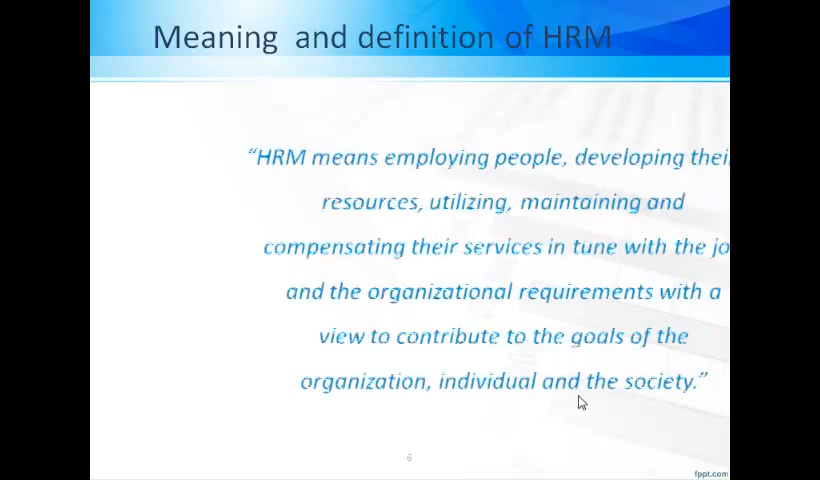 Meaning and definition of HRM
“HRM means employing people, developing their
resources, utilizing, maintaining and
compensating their services in tune with the jo
and the organizational requirements with a
view to contribute to the goals of the
organization, individual and the society.”
6
fppt.com